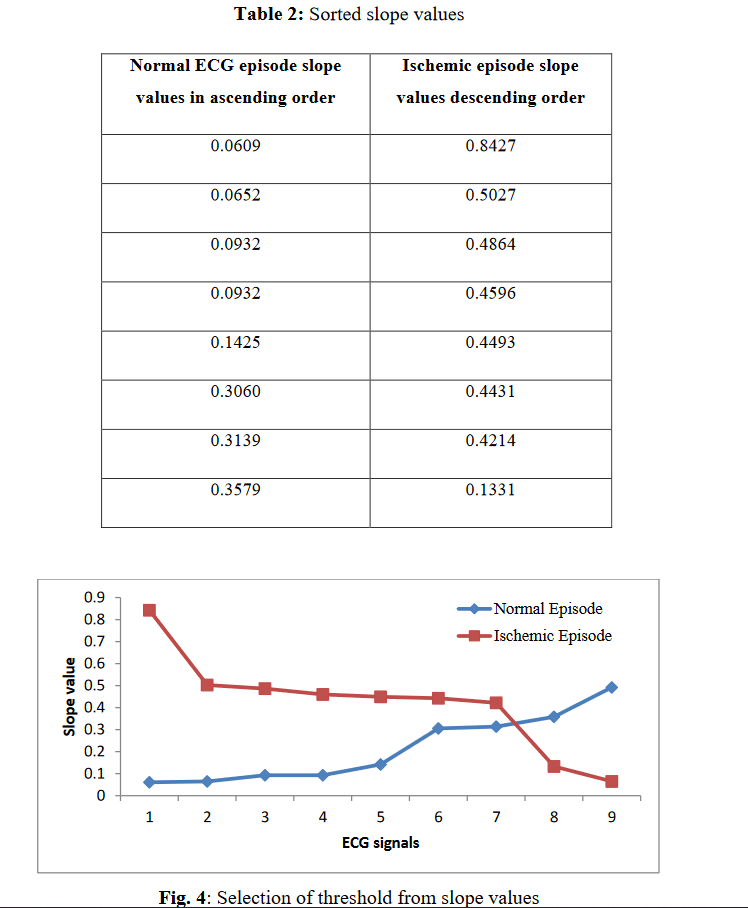 Table 2: Sorted slope values
Normal ECG episode slope
values in ascending order
Ischemic episode slope
values descending order
0.0609 0.8427
0.0652 0.5027
0.0932 0.4864
0.0932 0.4596
0.1425 0.4493
0.3060 0.4431
0.3139 0.4214
0.3579 0.1331
0.9
0.8
0.7
0.6
0.5
0.4
0.3
0.2
0.1
0
Slope value
Normal Episode
Ischemic Episode
1 2 3 4 5 6 7 8 9
ECG signals
Fig. 4: Selection of threshold from slope values